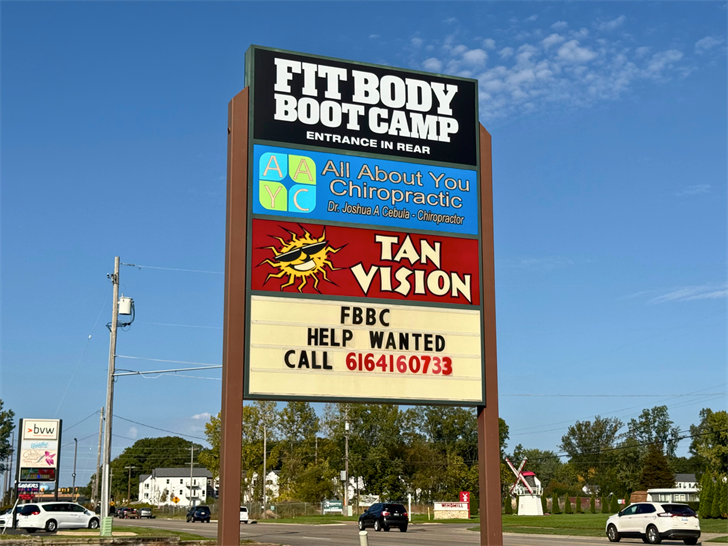 FIT BODY
BOOT CAMP
ENTRANCE IN REAR
A A
Y C
All About You
Chiropractic
Dr. Joshua A Cebula - Chiropractor
TAN
VISION
FBBC
HELP WANTED
CALL 6164160733
>bvw
WINDMILL